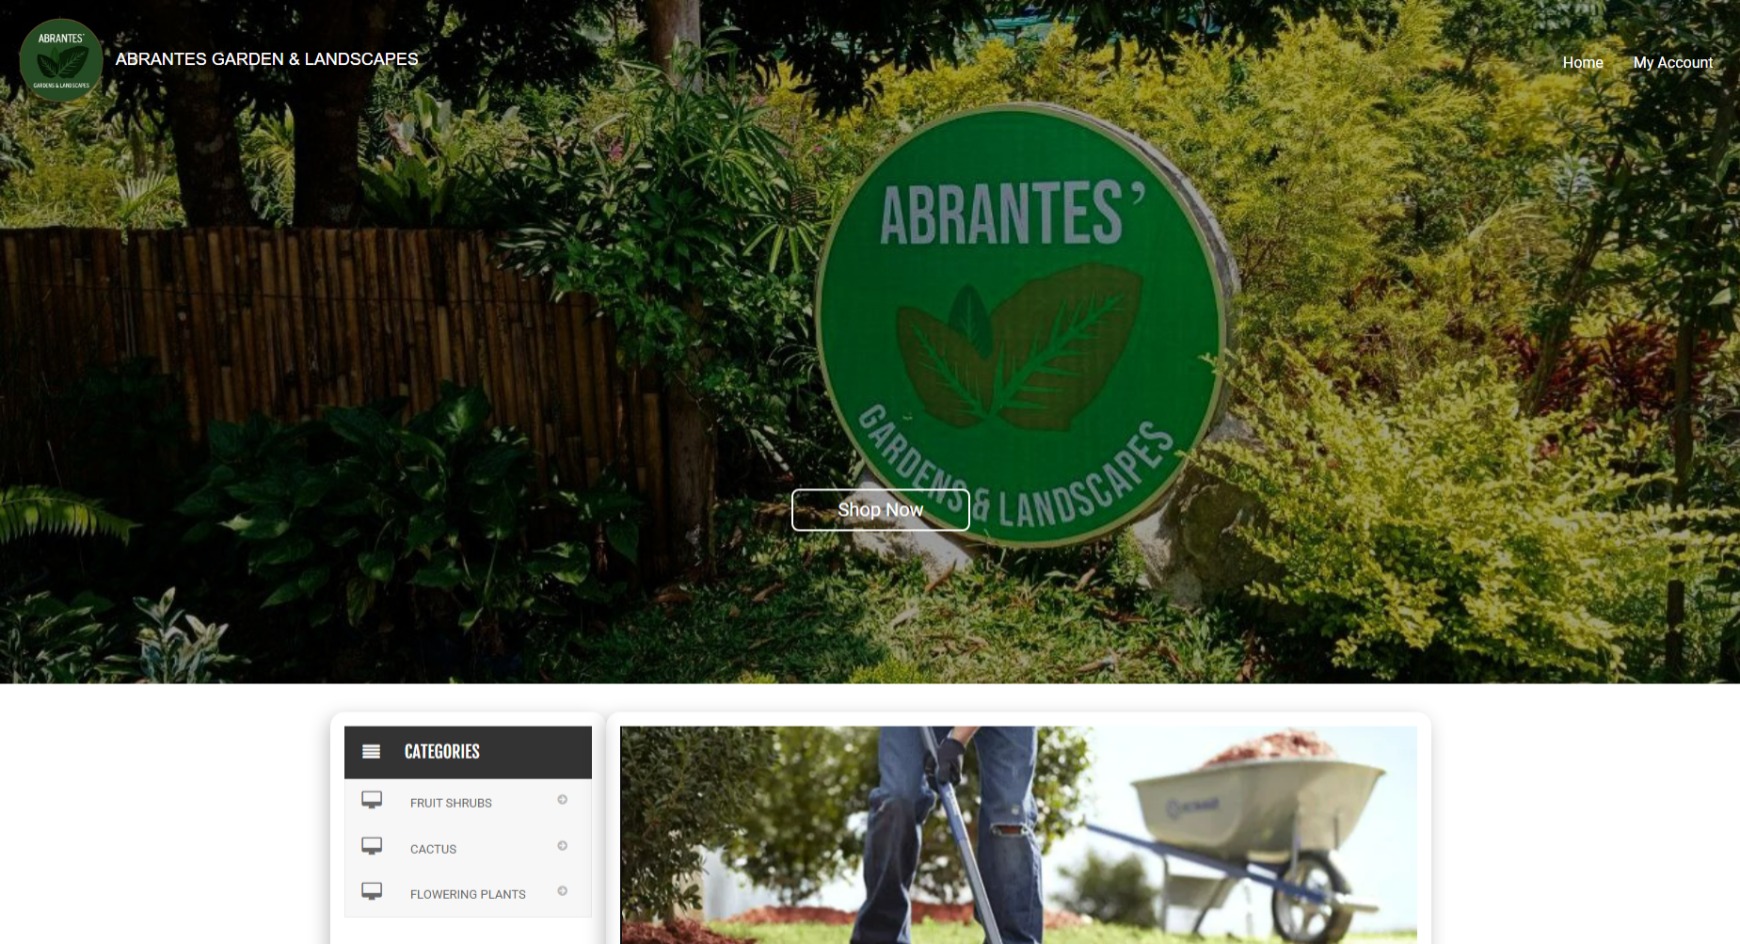 ABRANTES'
GARDENS & LANDSCAPES
ABRANTES GARDEN & LANDSCAPES
Home
My Account
ABRANTES’
GARDENS & LANDSCAPES
Shop Now
CATEGORIES
FRUIT SHRUBS
CACTUS
FLOWERING PLANTS